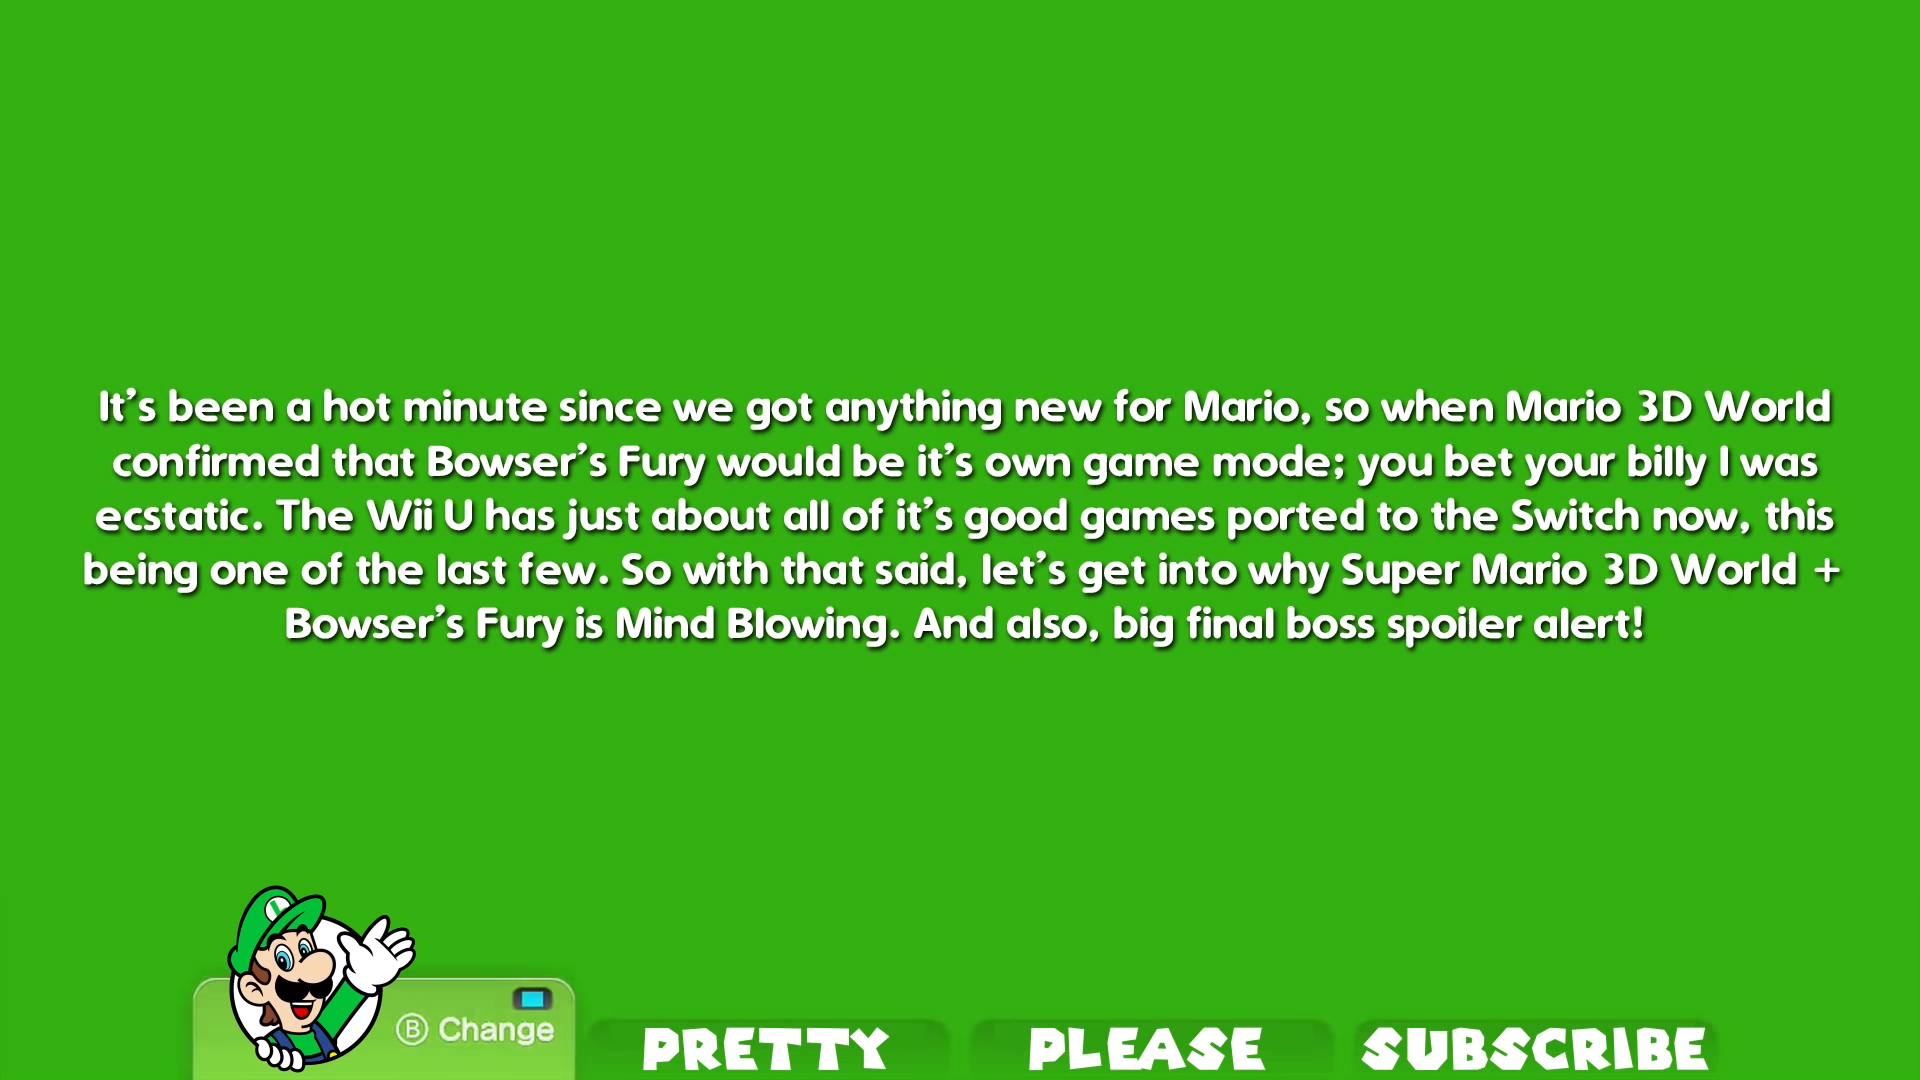 It's been a hot minute since we got anything new for Mario, so when Mario 3D World
confirmed that Bowser's Fury would be it's own game mode; you bet your billy I was
ecstatic. The Wii U has just about all of it's good games ported to the Switch now, this
being one of the last few. So with that said, let's get into why Super Mario 3D World +
Bowser's Fury is Mind Blowing. And also, big final boss spoiler alert!
L
Ⓑ Change
PRETTY PLEASE SUBSCRIBE